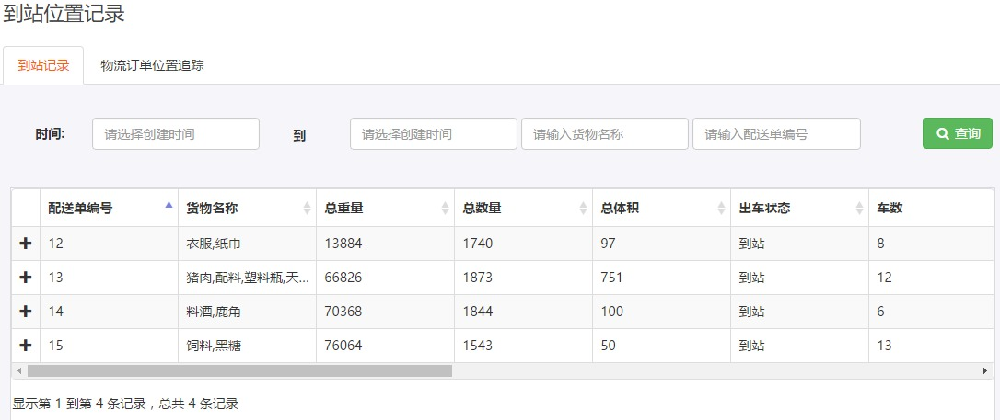 到站位置记录
到站记录 物流订单位置追踪
时间: 请选择创建时间 到 请选择创建时间 请输入货物名称 请输入配送单编号 查询
配送单编号 货物名称 总重量 总数量 总体积 出车状态 车数
12 衣服,纸巾 13884 1740 97 到站 8
13 猪肉,配料,塑料瓶,天... 66826 1873 751 到站 12
14 料酒,鹿角 70368 1844 100 到站 6
15 饲料,黑糖 76064 1543 50 到站 13
显示第 1 到第 4 条记录，总共 4 条记录